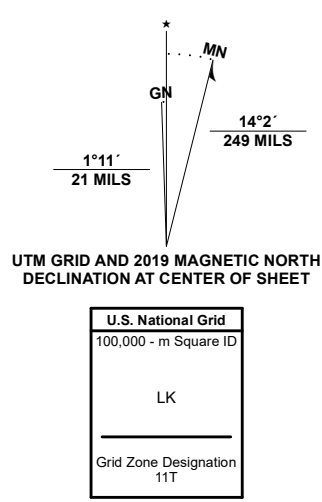 ★
MN
GN
14°2´
249 MILS
1°11´
21 MILS
UTM GRID AND 2019 MAGNETIC NORTH
DECLINATION AT CENTER OF SHEET
U.S. National Grid
100,000 - m Square ID
LK
Grid Zone Designation
11T